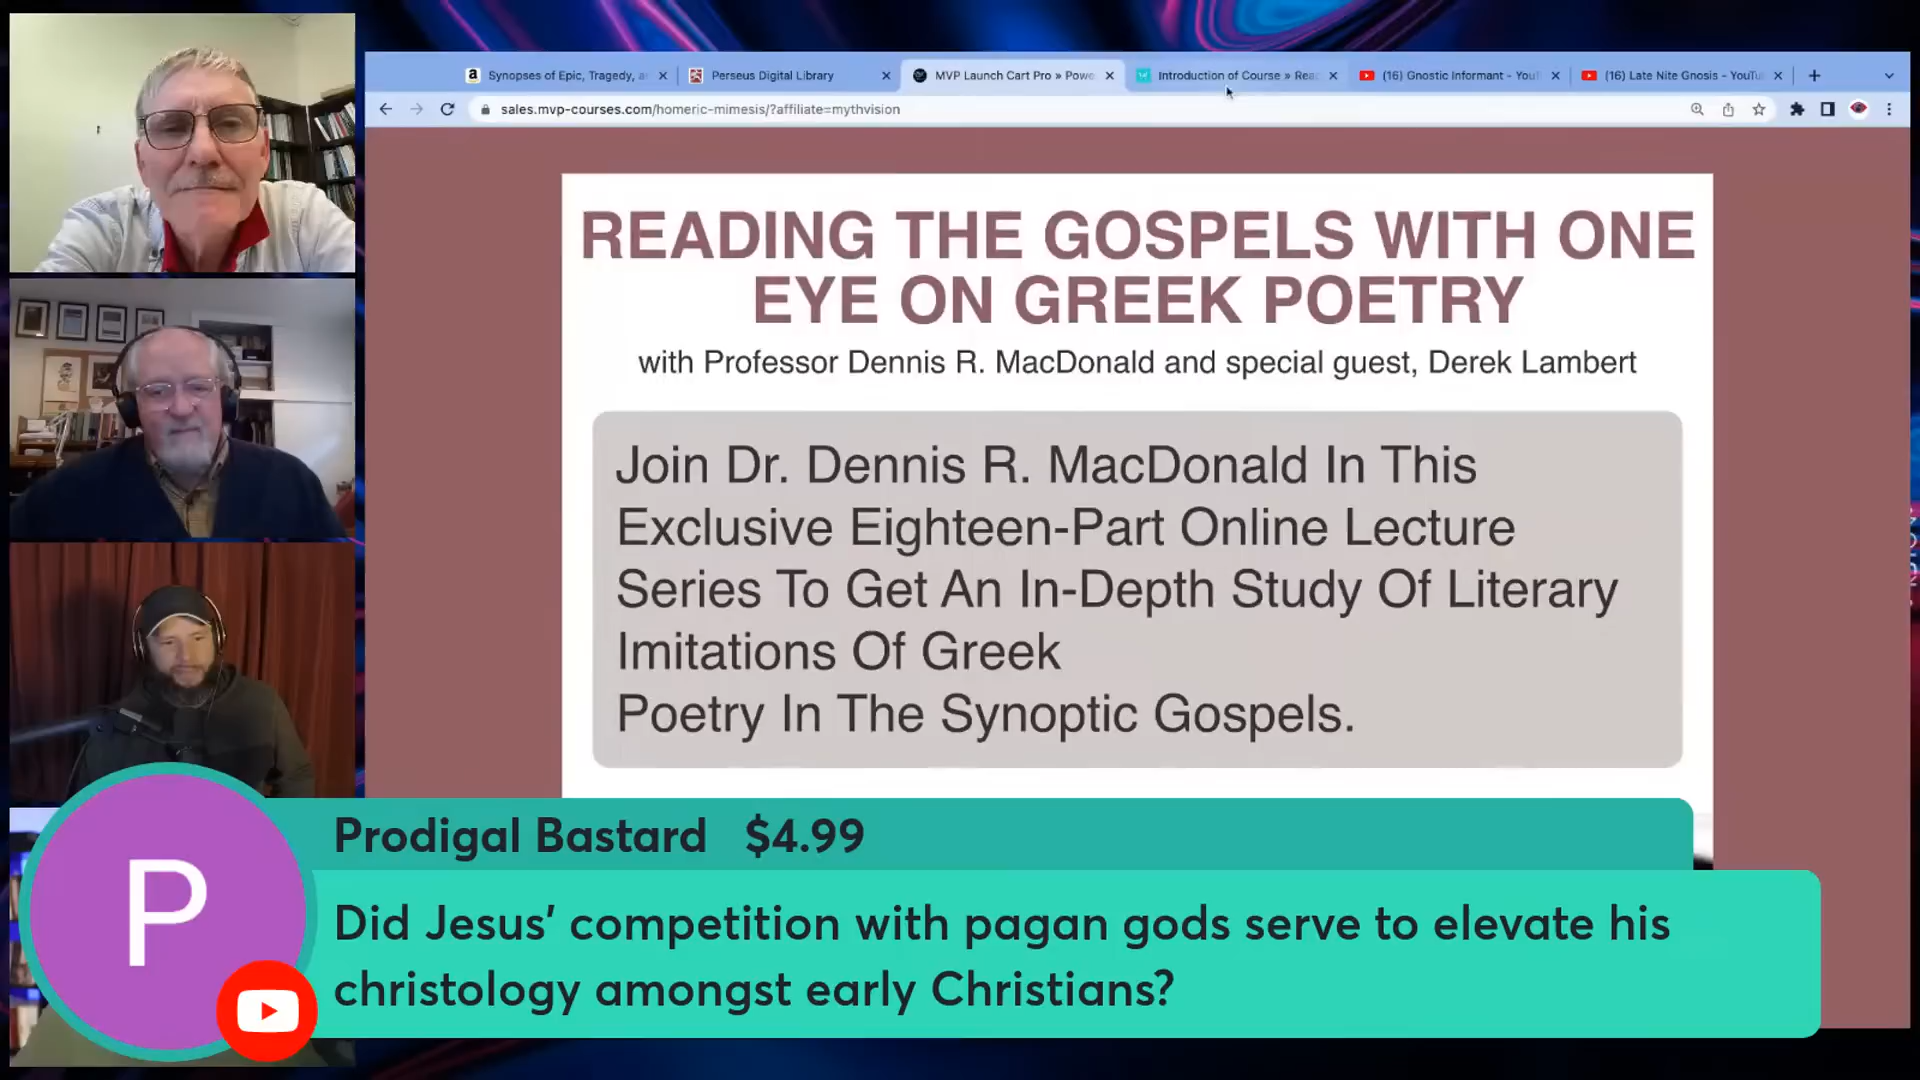 Synopses of Epic, Tragedy, a
Perseus Digital Library
MVP Launch Cart Pro » Powe
Introduction of Course » Reac
(16) Gnostic Informant - YouT
(16) Late Nite Gnosis - YouTu
sales.mvp-courses.com/homeric-mimesis/?affiliate=mythvision
READING THE GOSPELS WITH ONE
EYE ON GREEK POETRY
with Professor Dennis R. MacDonald and special guest, Derek Lambert
Join Dr. Dennis R. MacDonald In This
Exclusive Eighteen-Part Online Lecture
Series To Get An In-Depth Study Of Literary
Imitations Of Greek
Poetry In The Synoptic Gospels.
Prodigal Bastard $4.99
P
Did Jesus’ competition with pagan gods serve to elevate his
christology amongst early Christians?